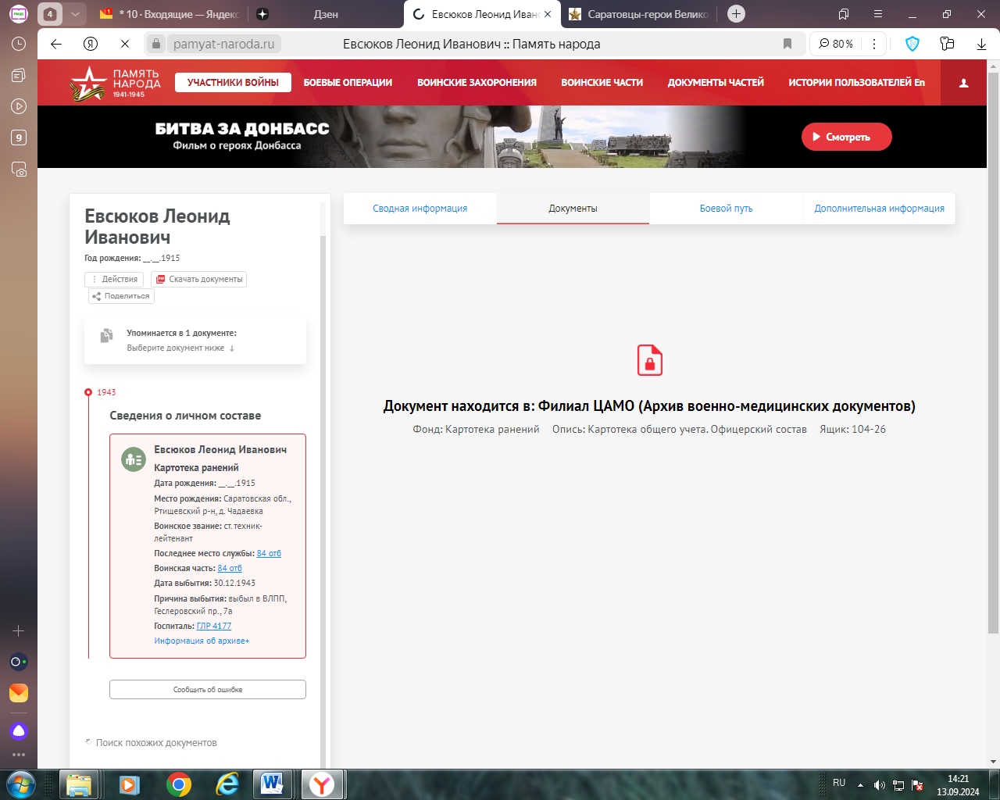 4
* 10 · Входящие — Яндекс
Дзен
Евсюков Леонид Иван
Саратовцы-герои Велико
pamyat-naroda.ru
Евсюков Леонид Иванович :: Память народа
80 %
9
ПАМЯТЬ
НАРОДА
1941-1945
УЧАСТНИКИ ВОЙНЫ
БОЕВЫЕ ОПЕРАЦИИ
ВОИНСКИЕ ЗАХОРОНЕНИЯ
ВОИНСКИЕ ЧАСТИ
ДОКУМЕНТЫ ЧАСТЕЙ
ИСТОРИИ ПОЛЬЗОВАТЕЛЕЙ En
БИТВА ЗА ДОНБАСС
Фильм о героях Донбасса
Смотреть
Евсюков Леонид
Иванович
Год рождения: __.__.1915
Действия
Скачать документы
Поделиться
Упоминается в 1 документе:
Выберите документ ниже ↓
1943
Сведения о личном составе
Евсюков Леонид Иванович
Картотека ранений
Дата рождения: __.__.1915
Место рождения: Саратовская обл.,
Ртищевский р-н, д. Чадаевка
Воинское звание: ст. техник-
лейтенант
Последнее место службы: 84 отб
Воинская часть: 84 отб
Дата выбытия: 30.12.1943
Причина выбытия: выбыл в ВЛПП,
Геслеровский пр., 7а
Госпиталь: ГЛР 4177
Информация об архиве+
Сообщить об ошибке
Поиск похожих документов
Сводная информация
Документы
Боевой путь
Дополнительная информация
Документ находится в: Филиал ЦАМО (Архив военно-медицинских документов)
Фонд: Картотека ранений Опись: Картотека общего учета. Офицерский состав Ящик: 104-26
RU
14:21
13.09.2024